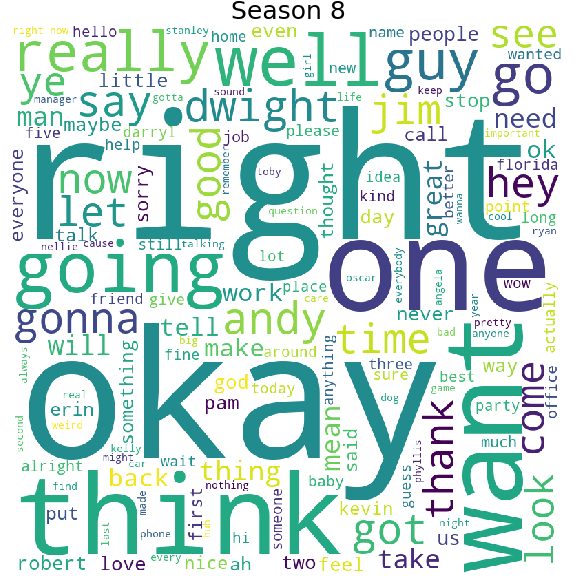 Season 8
right now
hello
stanley
home
even
name
people
see
really
well
guy
wanted
ye
little
girl
new
go
manager
gotta
sound
life
keep
say
dwight
jim
stop
important
man
maybe
five
darryl
job
please
call
need
ok
everyone
help
right
idea
florida
now
good
remember
toby
thought
kind
great
better
hey
let
sorry
question
day
point
wanna
cool
long
talk
ryan
nellie
cause
still
talking
lot
one
everybody
wow
going
oscar
angela
year
actually
friend
give
work
place
care
never
pretty
anyone
gonna
tell
andy
time
bad
will
something
fine
make
around
big
anything
three
sure
best
way
office
always
okay
god
today
dog
game
want
come
real
erin
weird
pam
mean
said
party
much
second
kelly
might
car
wait
thing
nothing
baby
guess
phyllis
thank
alright
back
find
think
first
someone
kevin
got
us
night
look
put
made
last
phone
hi
robert
love
every
nice
huh
ah
two
feel
take